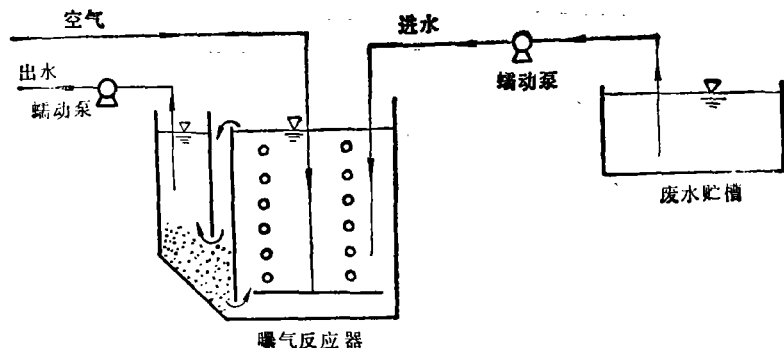 空气
进水
出水
蠕动泵
蠕动泵
废水贮槽
曝气反应器